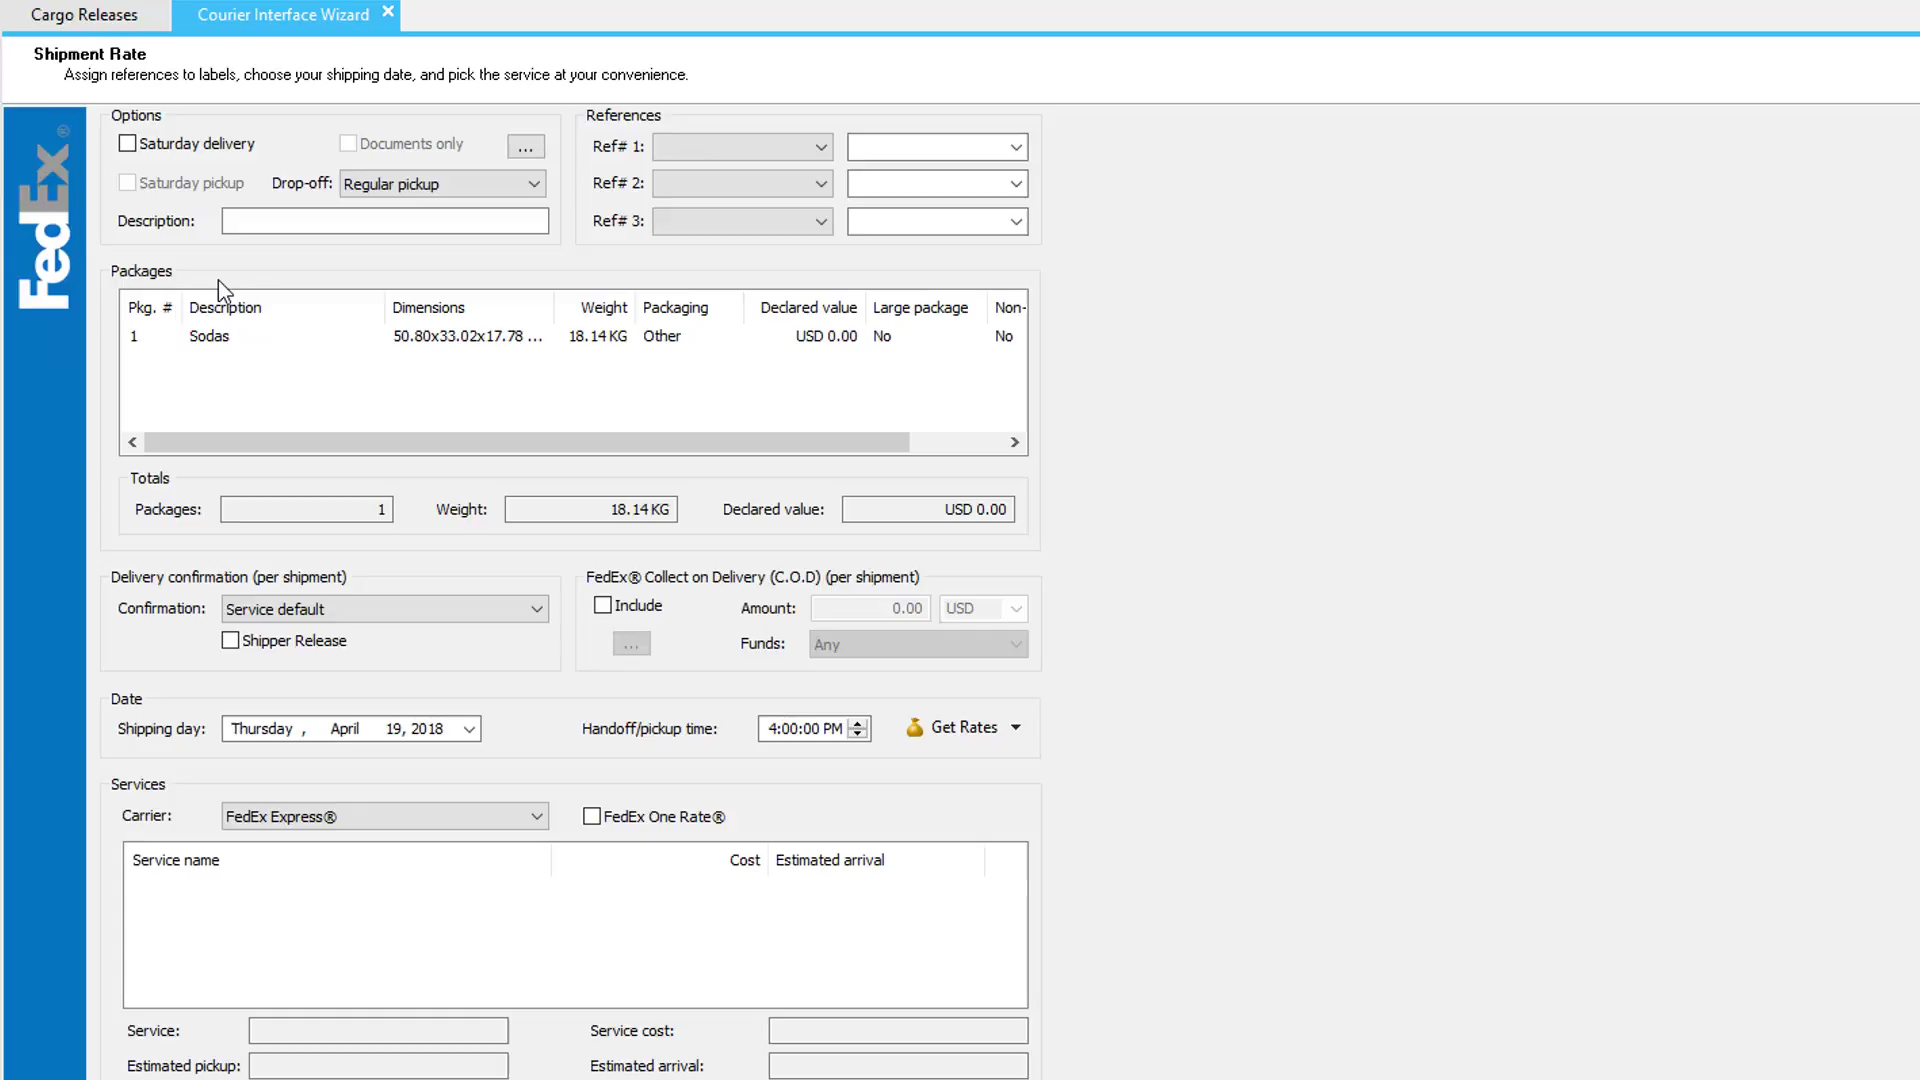 Cargo Releases
Courier Interface Wizard ×
Shipment Rate
Assign references to labels, choose your shipping date, and pick the service at your convenience.
FedEx®
Options
Saturday delivery Documents only ...
Saturday pickup Drop-off: Regular pickup
Description:
References
Ref# 1:
Ref# 2:
Ref# 3:
Packages
Pkg. # Description Dimensions Weight Packaging Declared value Large package Non-
1 Sodas 50.80x33.02x17.78 ... 18.14 KG Other USD 0.00 No No
Totals
Packages: 1 Weight: 18.14 KG Declared value: USD 0.00
Delivery confirmation (per shipment)
Confirmation: Service default
Shipper Release
FedEx® Collect on Delivery (C.O.D) (per shipment)
Include Amount: 0.00 USD
... Funds: Any
Date
Shipping day: Thursday , April 19, 2018 Handoff/pickup time: 4:00:00 PM Get Rates
Services
Carrier: FedEx Express® FedEx One Rate®
Service name Cost Estimated arrival
Service: Service cost:
Estimated pickup: Estimated arrival: